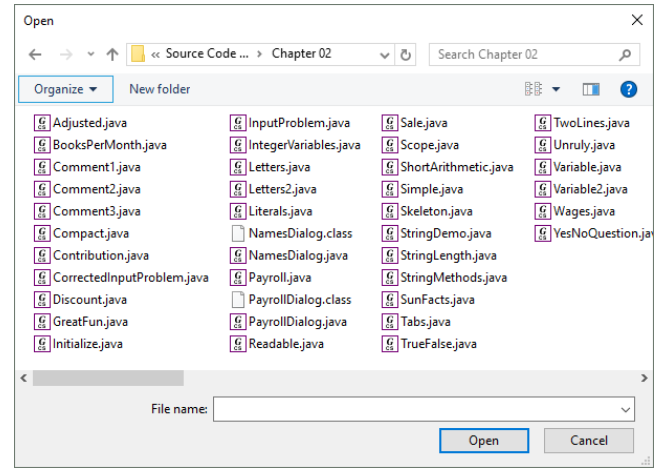 Open
« Source Code ... › Chapter 02
Search Chapter 02
Organize
New folder
Adjusted.java
BooksPerMonth.java
Comment1.java
Comment2.java
Comment3.java
Compact.java
Contribution.java
CorrectedInputProblem.java
Discount.java
GreatFun.java
Initialize.java
InputProblem.java
IntegerVariables.java
Letters.java
Letters2.java
Literals.java
NamesDialog.class
NamesDialog.java
Payroll.java
PayrollDialog.class
PayrollDialog.java
Readable.java
Sale.java
Scope.java
ShortArithmetic.java
Simple.java
Skeleton.java
StringDemo.java
StringLength.java
StringMethods.java
SunFacts.java
Tabs.java
TrueFalse.java
TwoLines.java
Unruly.java
Variable.java
Variable2.java
Wages.java
YesNoQuestion.jav
File name:
Open
Cancel